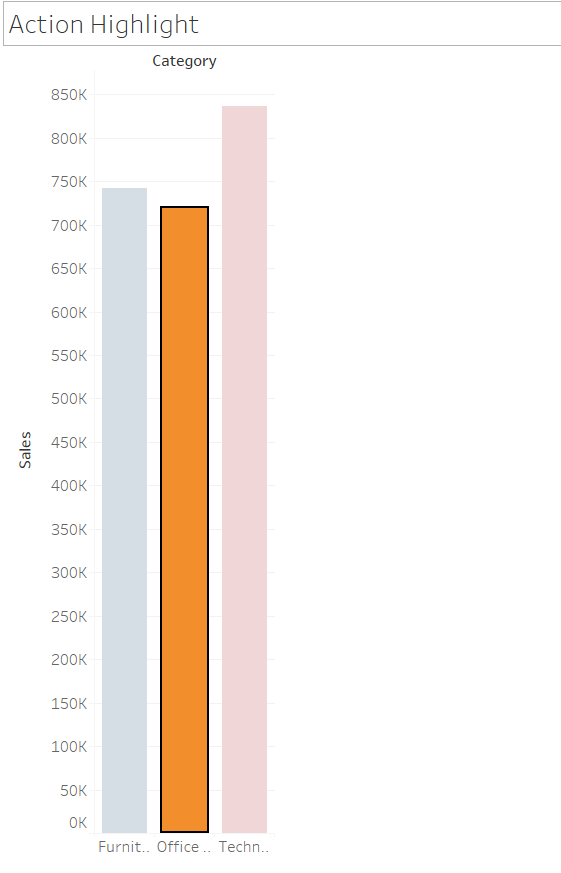 Action Highlight
Category
850K
800K
750K
700K
650K
600K
550K
500K
450K
400K
350K
300K
250K
200K
150K
100K
50K
0K
Sales
Furnit.. Office .. Techn..